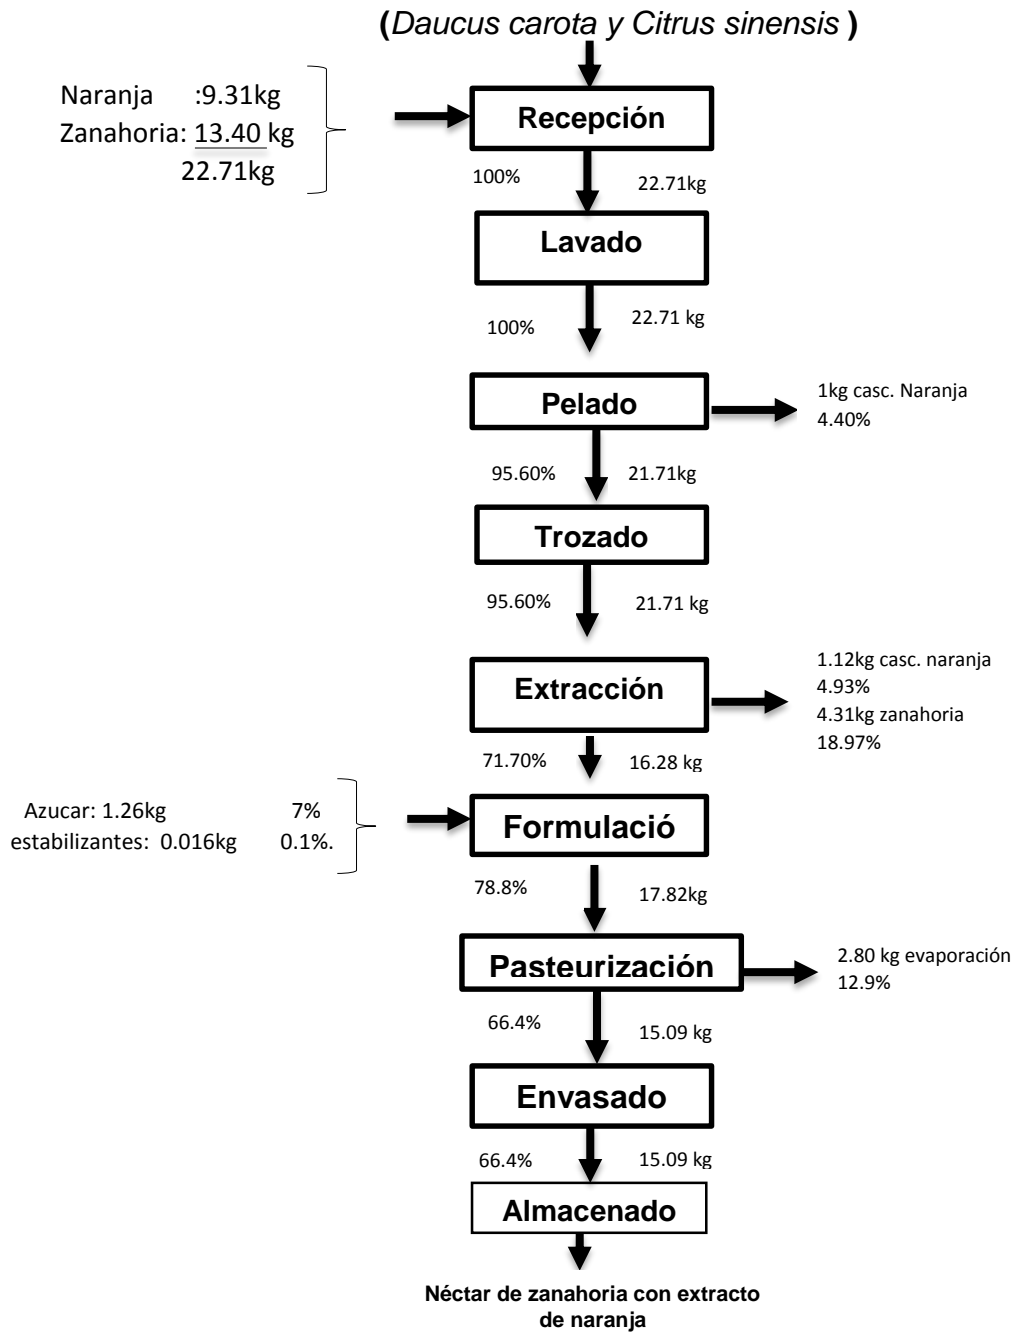 (Daucus carota y Citrus sinensis )
Naranja :9.31kg
Zanahoria: 13.40 kg
22.71kg
Recepción
100% 22.71kg
Lavado
100% 22.71 kg
Pelado
1kg casc. Naranja
4.40%
95.60% 21.71kg
Trozado
95.60% 21.71 kg
Extracción
1.12kg casc. naranja
4.93%
4.31kg zanahoria
18.97%
71.70% 16.28 kg
Azucar: 1.26kg 7%
estabilizantes: 0.016kg 0.1%.
Formulació
78.8% 17.82kg
Pasteurización
2.80 kg evaporación
12.9%
66.4% 15.09 kg
Envasado
66.4% 15.09 kg
Almacenado
Néctar de zanahoria con extracto
de naranja